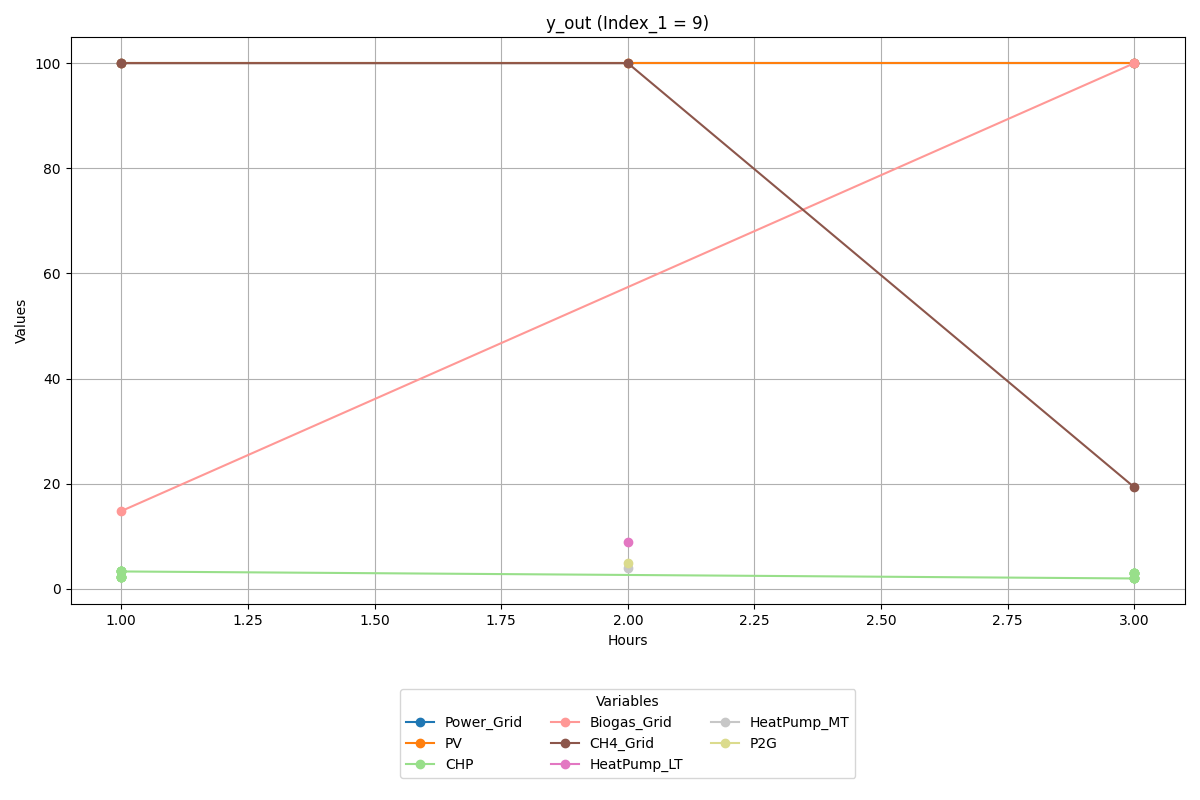 y_out (Index_1 = 9)
Values
100
80
60
40
20
0
1.00 1.25 1.50 1.75 2.00 2.25 2.50 2.75 3.00
Hours
Variables
Power_Grid Biogas_Grid HeatPump_MT
PV CH4_Grid P2G
CHP HeatPump_LT